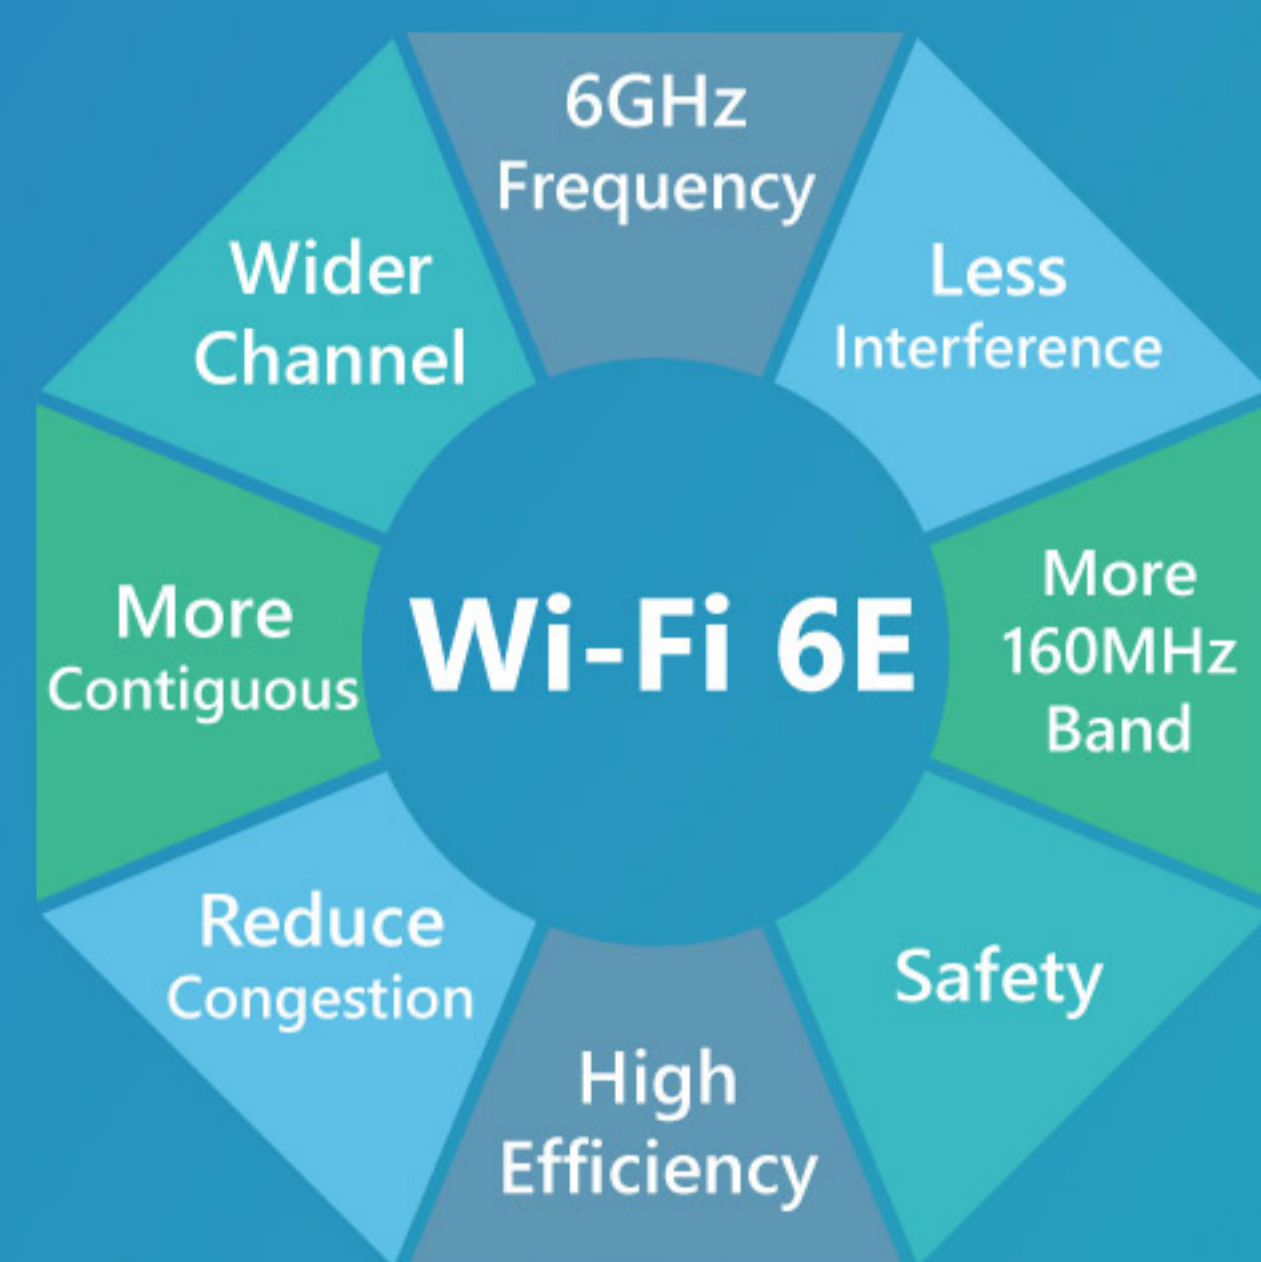 6GHz
Frequency
Less
Interference
More
160MHz
Band
Safety
High
Efficiency
Reduce
Congestion
More
Contiguous
Wider
Channel
Wi-Fi 6E